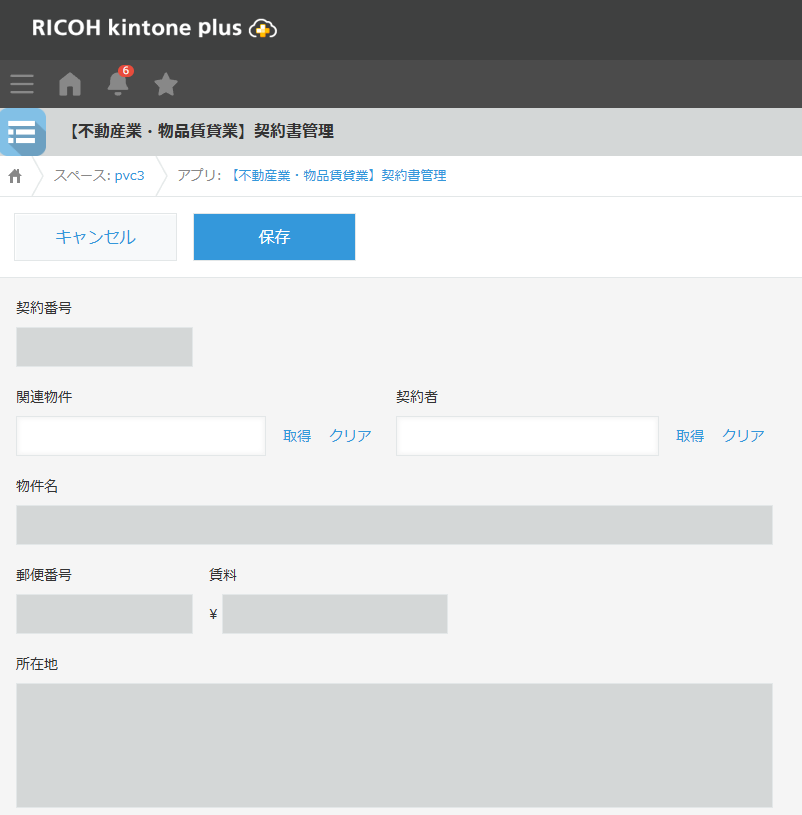 RICOH kintone plus
6
【不動産業・物品賃貸業】契約書管理
スペース: pvc3 アプリ: 【不動産業・物品賃貸業】契約書管理
キャンセル 保存
契約番号
関連物件 契約者
取得 クリア 取得 クリア
物件名
郵便番号 賃料
¥
所在地